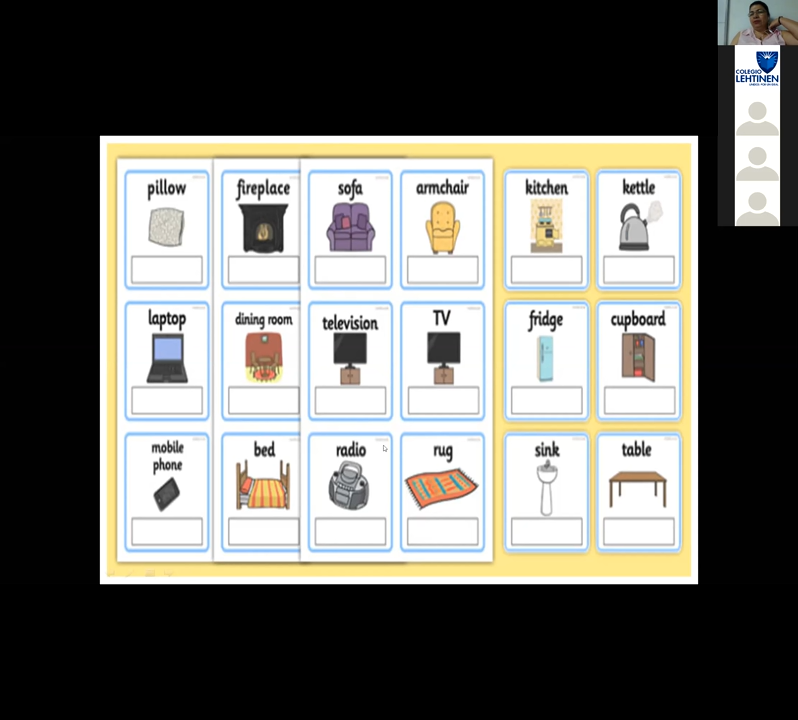 COLEGIO
LEHTINEN
pillow
fireplace
sofa
armchair
kitchen
kettle
laptop
dining room
television
TV
fridge
cupboard
mobile
phone
bed
radio
rug
sink
table